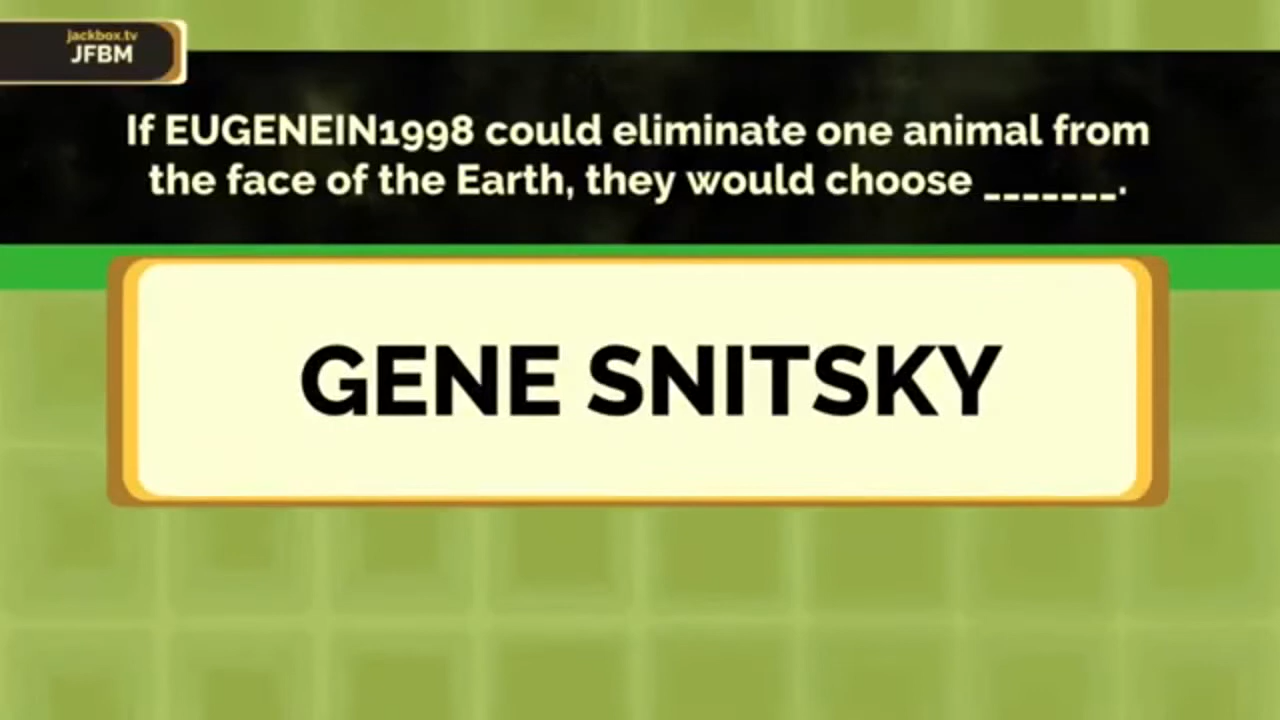 jackbox.tv
JFBM
If EUGENEIN1998 could eliminate one animal from
the face of the Earth, they would choose _______.
GENE SNITSKY